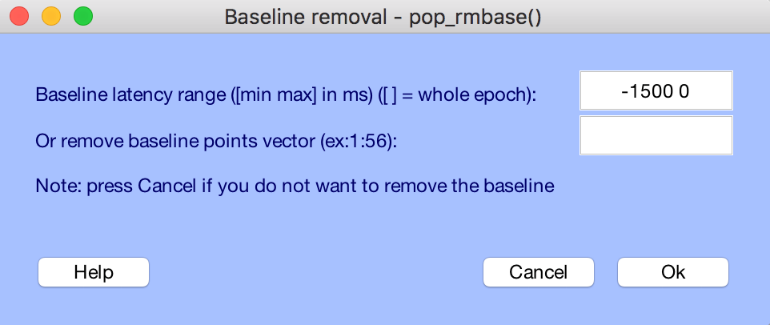 Baseline removal - pop_rmbase()
Baseline latency range ([min max] in ms) ([ ] = whole epoch):
-1500 0
Or remove baseline points vector (ex:1:56):
Note: press Cancel if you do not want to remove the baseline
Help
Cancel
Ok